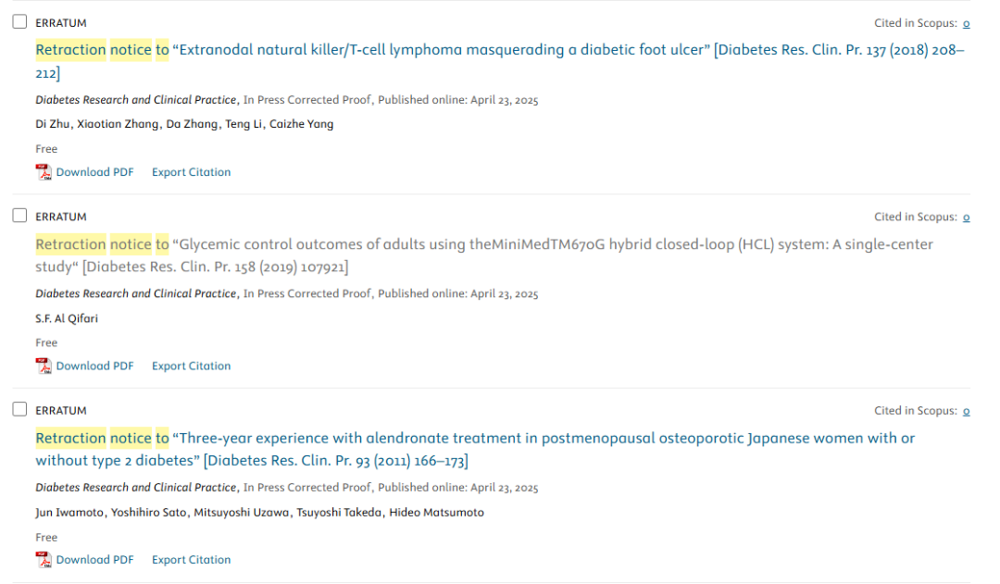 ERRATUM
Cited in Scopus: 0
Retraction notice to “Extranodal natural killer/T-cell lymphoma masquerading a diabetic foot ulcer” [Diabetes Res. Clin. Pr. 137 (2018) 208–
212]
Diabetes Research and Clinical Practice, In Press Corrected Proof, Published online: April 23, 2025
Di Zhu, Xiaotian Zhang, Da Zhang, Teng Li, Caizhe Yang
Free
Download PDF Export Citation
ERRATUM
Cited in Scopus: 0
Retraction notice to “Glycemic control outcomes of adults using theMiniMedTM670G hybrid closed-loop (HCL) system: A single-center
study“ [Diabetes Res. Clin. Pr. 158 (2019) 107921]
Diabetes Research and Clinical Practice, In Press Corrected Proof, Published online: April 23, 2025
S.F. Al Qifari
Free
Download PDF Export Citation
ERRATUM
Cited in Scopus: 0
Retraction notice to “Three-year experience with alendronate treatment in postmenopausal osteoporotic Japanese women with or
without type 2 diabetes” [Diabetes Res. Clin. Pr. 93 (2011) 166–173]
Diabetes Research and Clinical Practice, In Press Corrected Proof, Published online: April 23, 2025
Jun Iwamoto, Yoshihiro Sato, Mitsuyoshi Uzawa, Tsuyoshi Takeda, Hideo Matsumoto
Free
Download PDF Export Citation